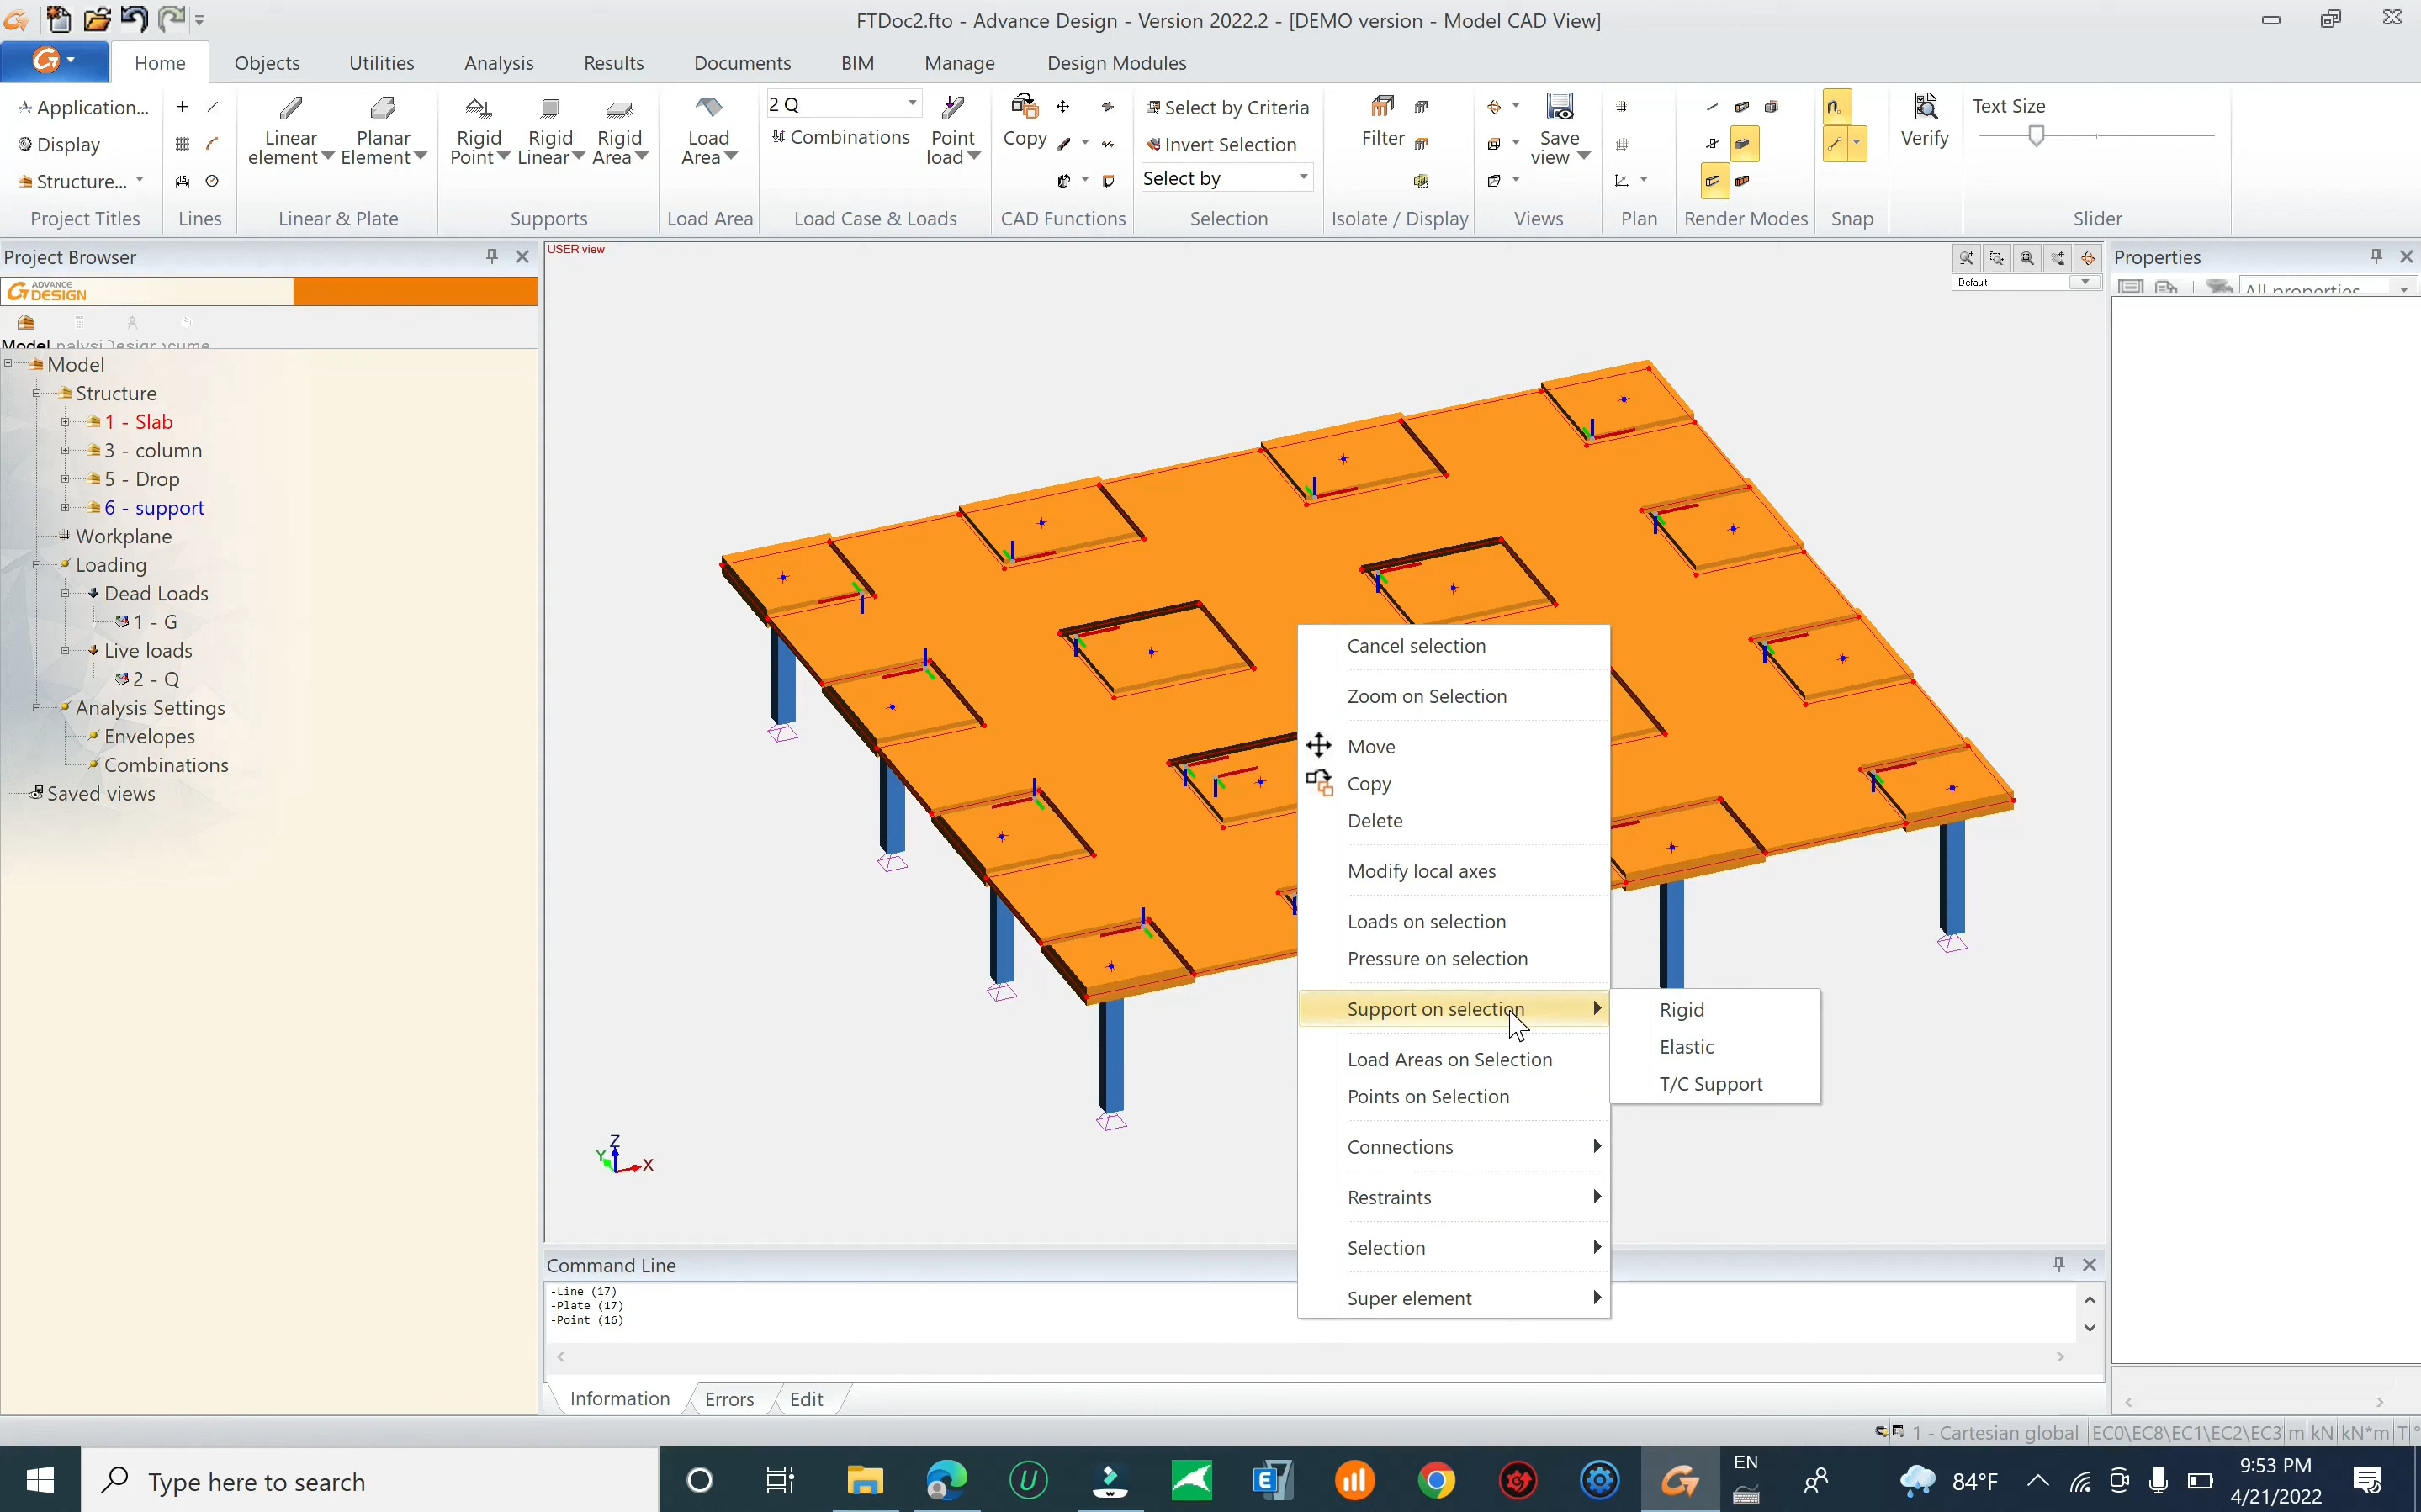 FTDoc2.fto - Advance Design - Version 2022.2 - [DEMO version - Model CAD View]
Home
Objects
Utilities
Analysis
Results
Documents
BIM
Manage
Design Modules
Application...
Display
Structure...
Project Titles
Lines
Linear element
Planar Element
Linear & Plate
Rigid Point
Rigid Linear
Rigid Area
Supports
Load Area
Load Area
2 Q
Combinations
Point load
Load Case & Loads
Copy
CAD Functions
Select by Criteria
Invert Selection
Select by
Selection
Filter
Isolate / Display
Save view
Views
Plan
Render Modes
Snap
Verify
Text Size
Slider
Project Browser
ADVANCE
DESIGN
Model
Model
Structure
1 - Slab
3 - column
5 - Drop
6 - support
Workplane
Loading
Dead Loads
1 - G
Live loads
2 - Q
Analysis Settings
Envelopes
Combinations
Saved views
USER view
Default
Properties
All properties
Cancel selection
Zoom on Selection
Move
Copy
Delete
Modify local axes
Loads on selection
Pressure on selection
Support on selection
Rigid
Elastic
T/C Support
Load Areas on Selection
Points on Selection
Connections
Restraints
Selection
Super element
Z
Y
X
Command Line
-Line (17)
-Plate (17)
-Point (16)
Information
Errors
Edit
1 - Cartesian global
EC0\EC8\EC1\EC2\EC3
m
kN
kN*m
T
Type here to search
EN
84°F
9:53 PM
4/21/2022